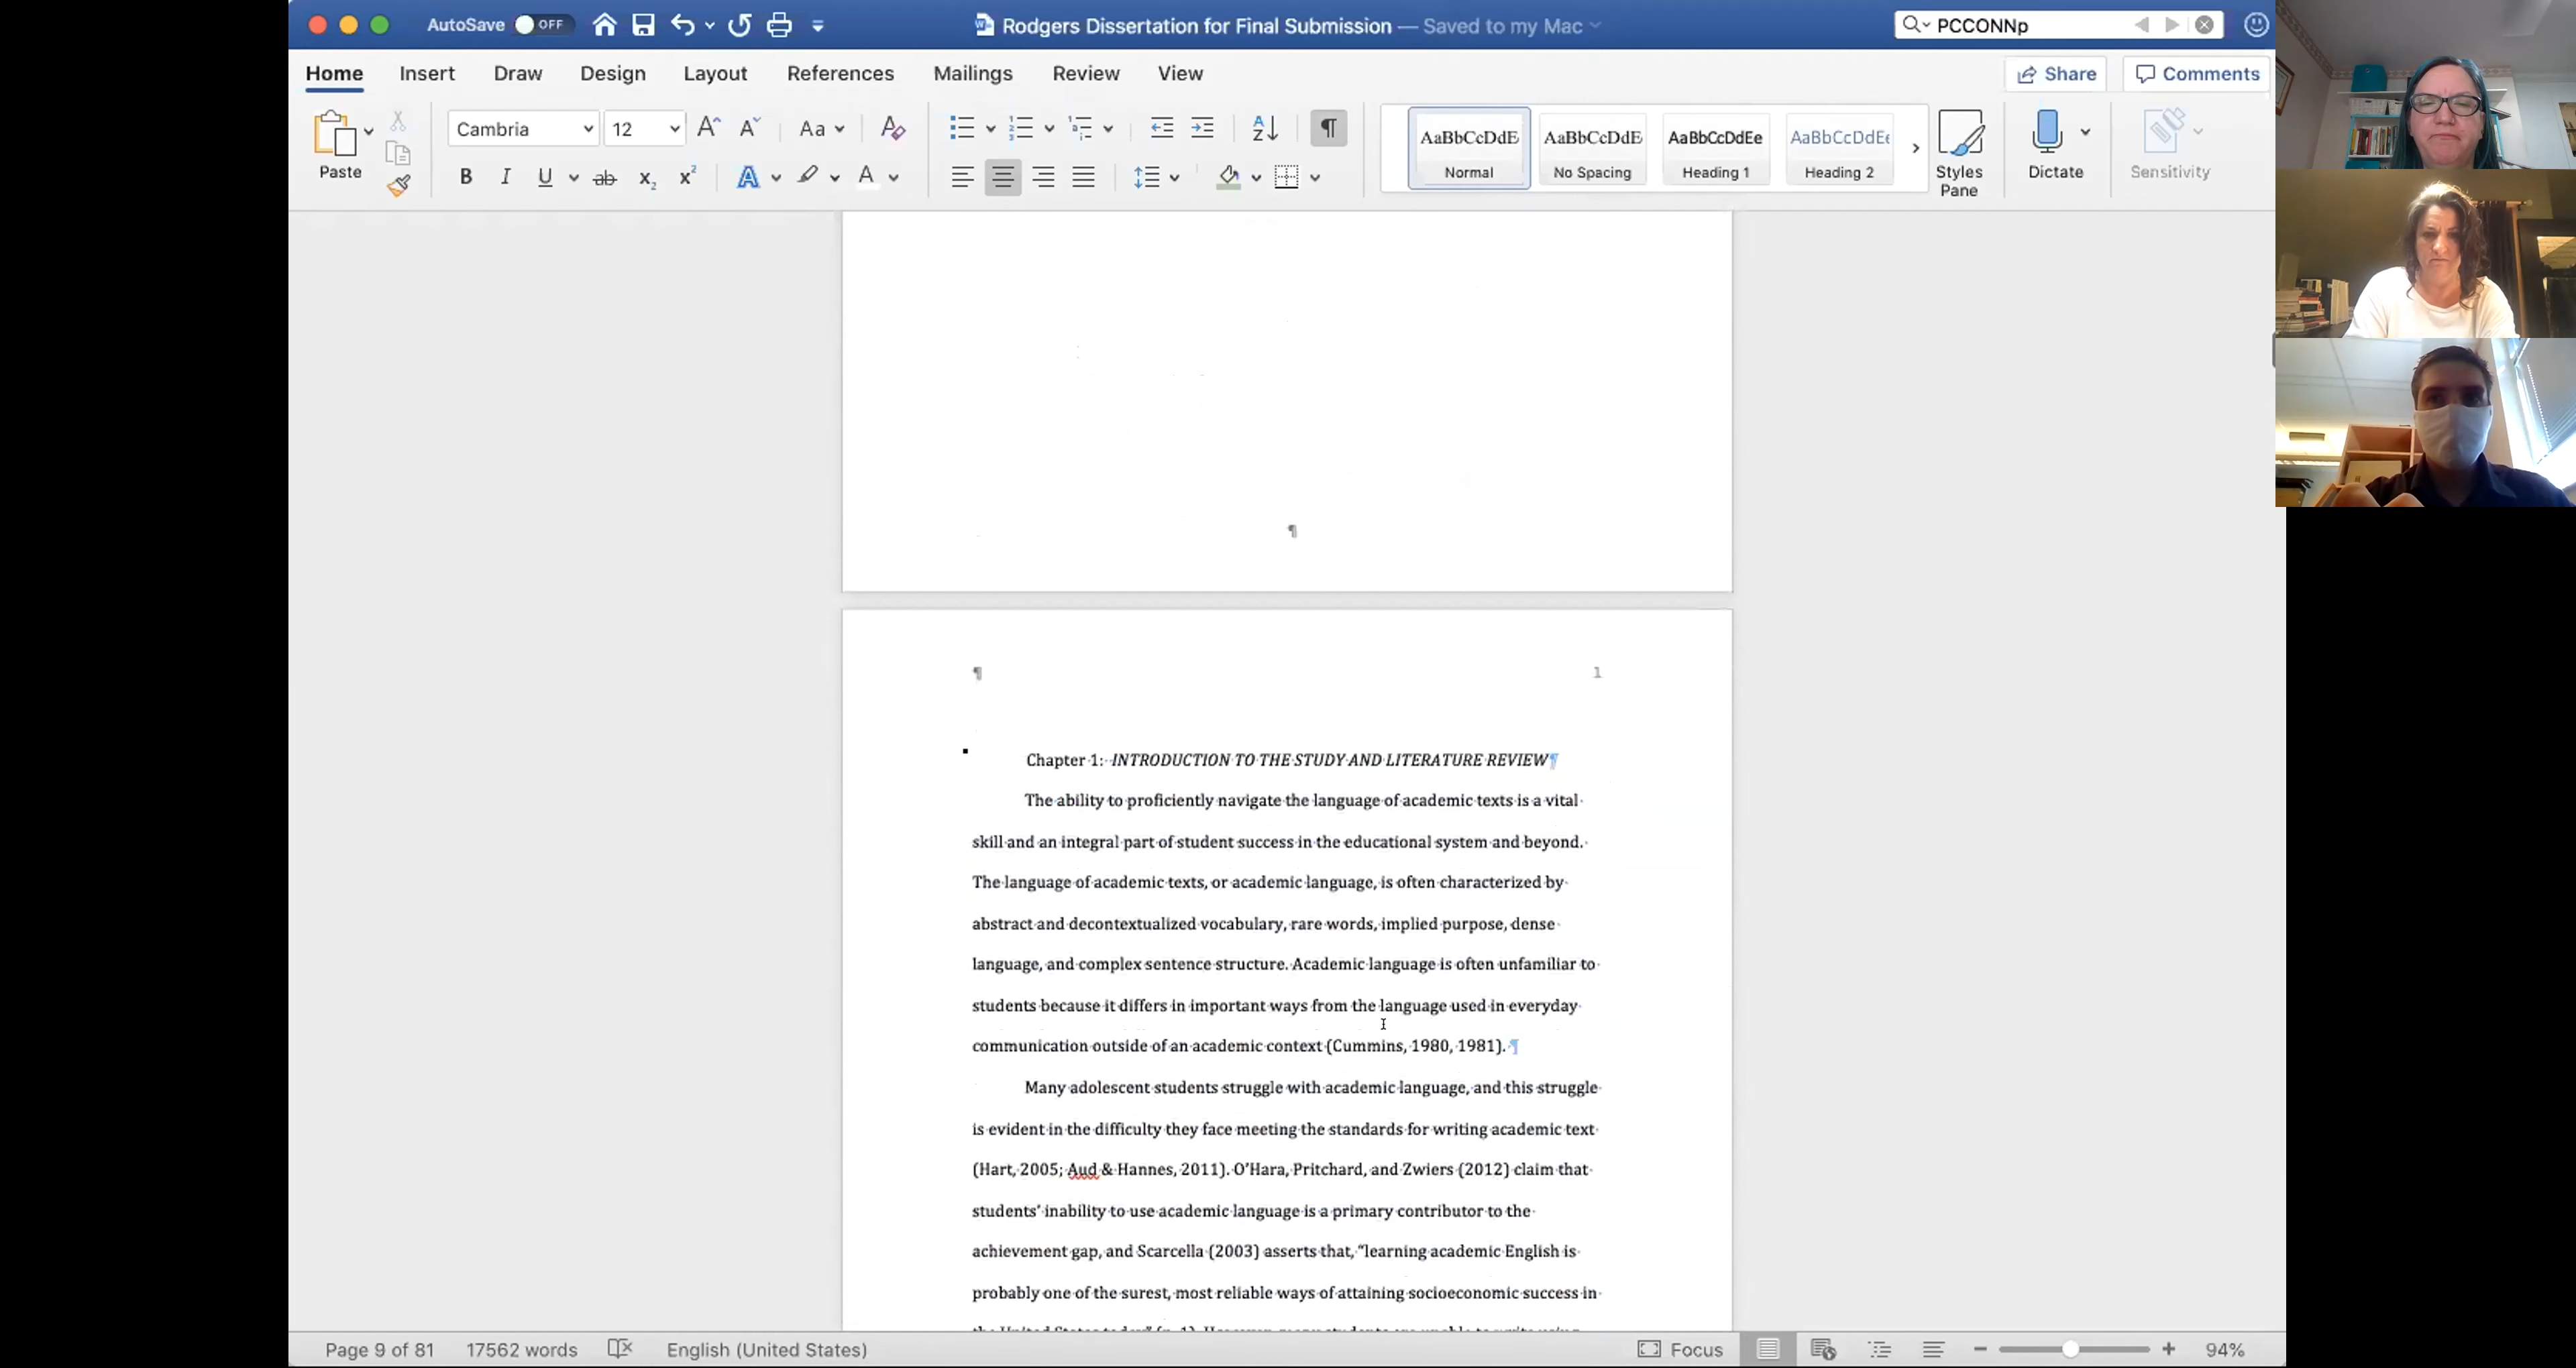 AutoSave OFF
Rodgers Dissertation for Final Submission — Saved to my Mac
PCCONNp
Home Insert Draw Design Layout References Mailings Review View
Share Comments
Paste
Cambria 12
Aa
B I U ab x₂ x² A A
AaBbCcDdE AaBbCcDdE AaBbCcDdEe AaBbCcDdEe
Normal No Spacing Heading 1 Heading 2
Styles Pane
Dictate
Sensitivity
¶
¶ 1
Chapter 1: INTRODUCTION TO THE STUDY AND LITERATURE REVIEW¶
The ability to proficiently navigate the language of academic texts is a vital
skill and an integral part of student success in the educational system and beyond.
The language of academic texts, or academic language, is often characterized by
abstract and decontextualized vocabulary, rare words, implied purpose, dense
language, and complex sentence structure. Academic language is often unfamiliar to
students because it differs in important ways from the language used in everyday
communication outside of an academic context (Cummins, 1980, 1981). ¶
Many adolescent students struggle with academic language, and this struggle
is evident in the difficulty they face meeting the standards for writing academic text
(Hart, 2005; Aud & Hannes, 2011). O'Hara, Pritchard, and Zwiers (2012) claim that
students' inability to use academic language is a primary contributor to the
achievement gap, and Scarcella (2003) asserts that, "learning academic English is
probably one of the surest, most reliable ways of attaining socioeconomic success in
Page 9 of 81 17562 words English (United States) Focus 94%